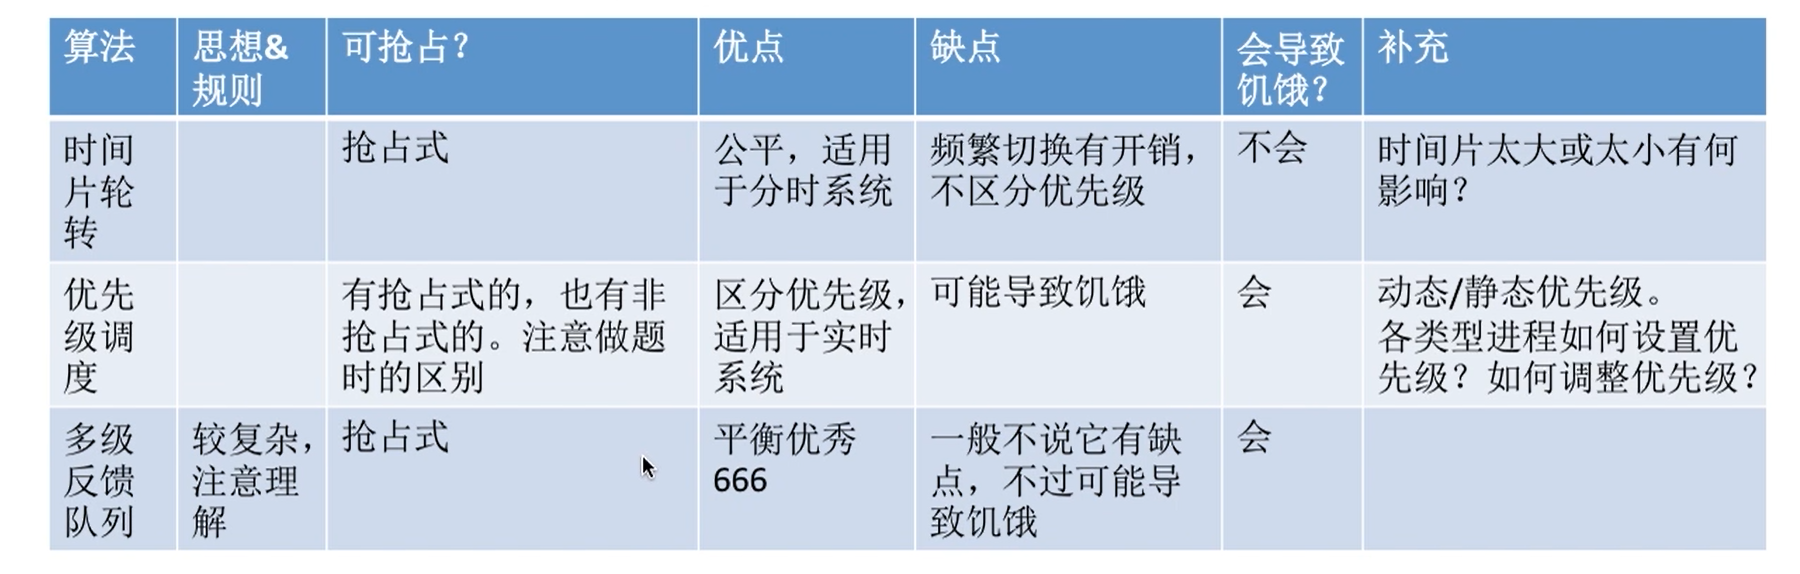 算法
思想&
规则
可抢占？
优点
缺点
会导致
饥饿？
补充
时间
片轮
转
抢占式
公平，适用
于分时系统
频繁切换有开销，
不区分优先级
不会
时间片太大或太小有何
影响？
优先
级调
度
有抢占式的，也有非
抢占式的。注意做题
时的区别
区分优先级，
适用于实时
系统
可能导致饥饿
会
动态/静态优先级。
各类型进程如何设置优
先级？如何调整优先级？
多级
反馈
队列
较复杂，
注意理
解
抢占式
平衡优秀
666
一般不说它有缺
点，不过可能导
致饥饿
会